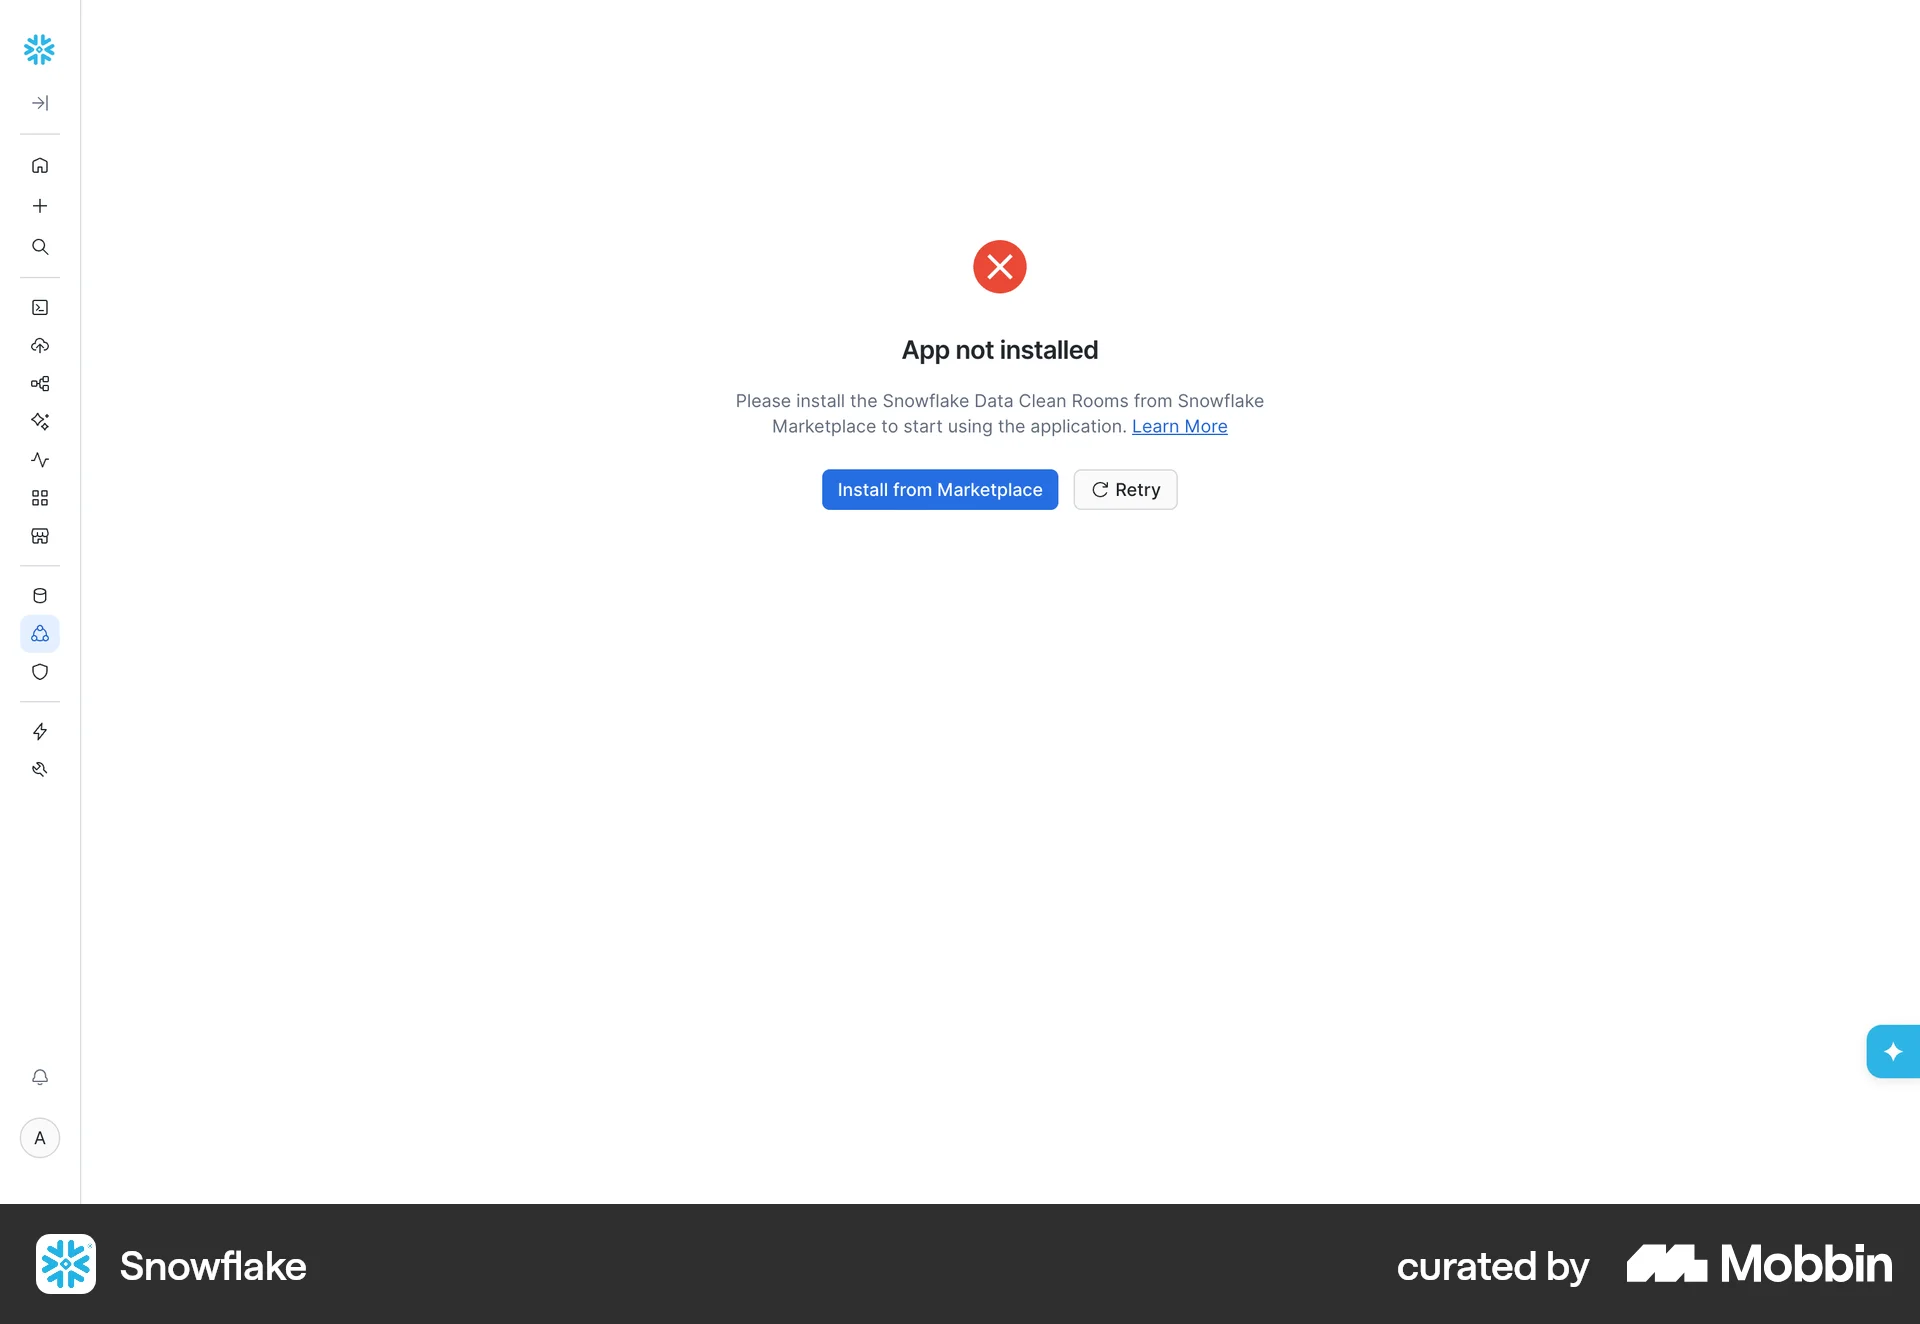 App not installed
Please install the Snowflake Data Clean Rooms from Snowflake
Marketplace to start using the application. Learn More
Install from Marketplace
Retry
A
Snowflake
curated by
Mobbin